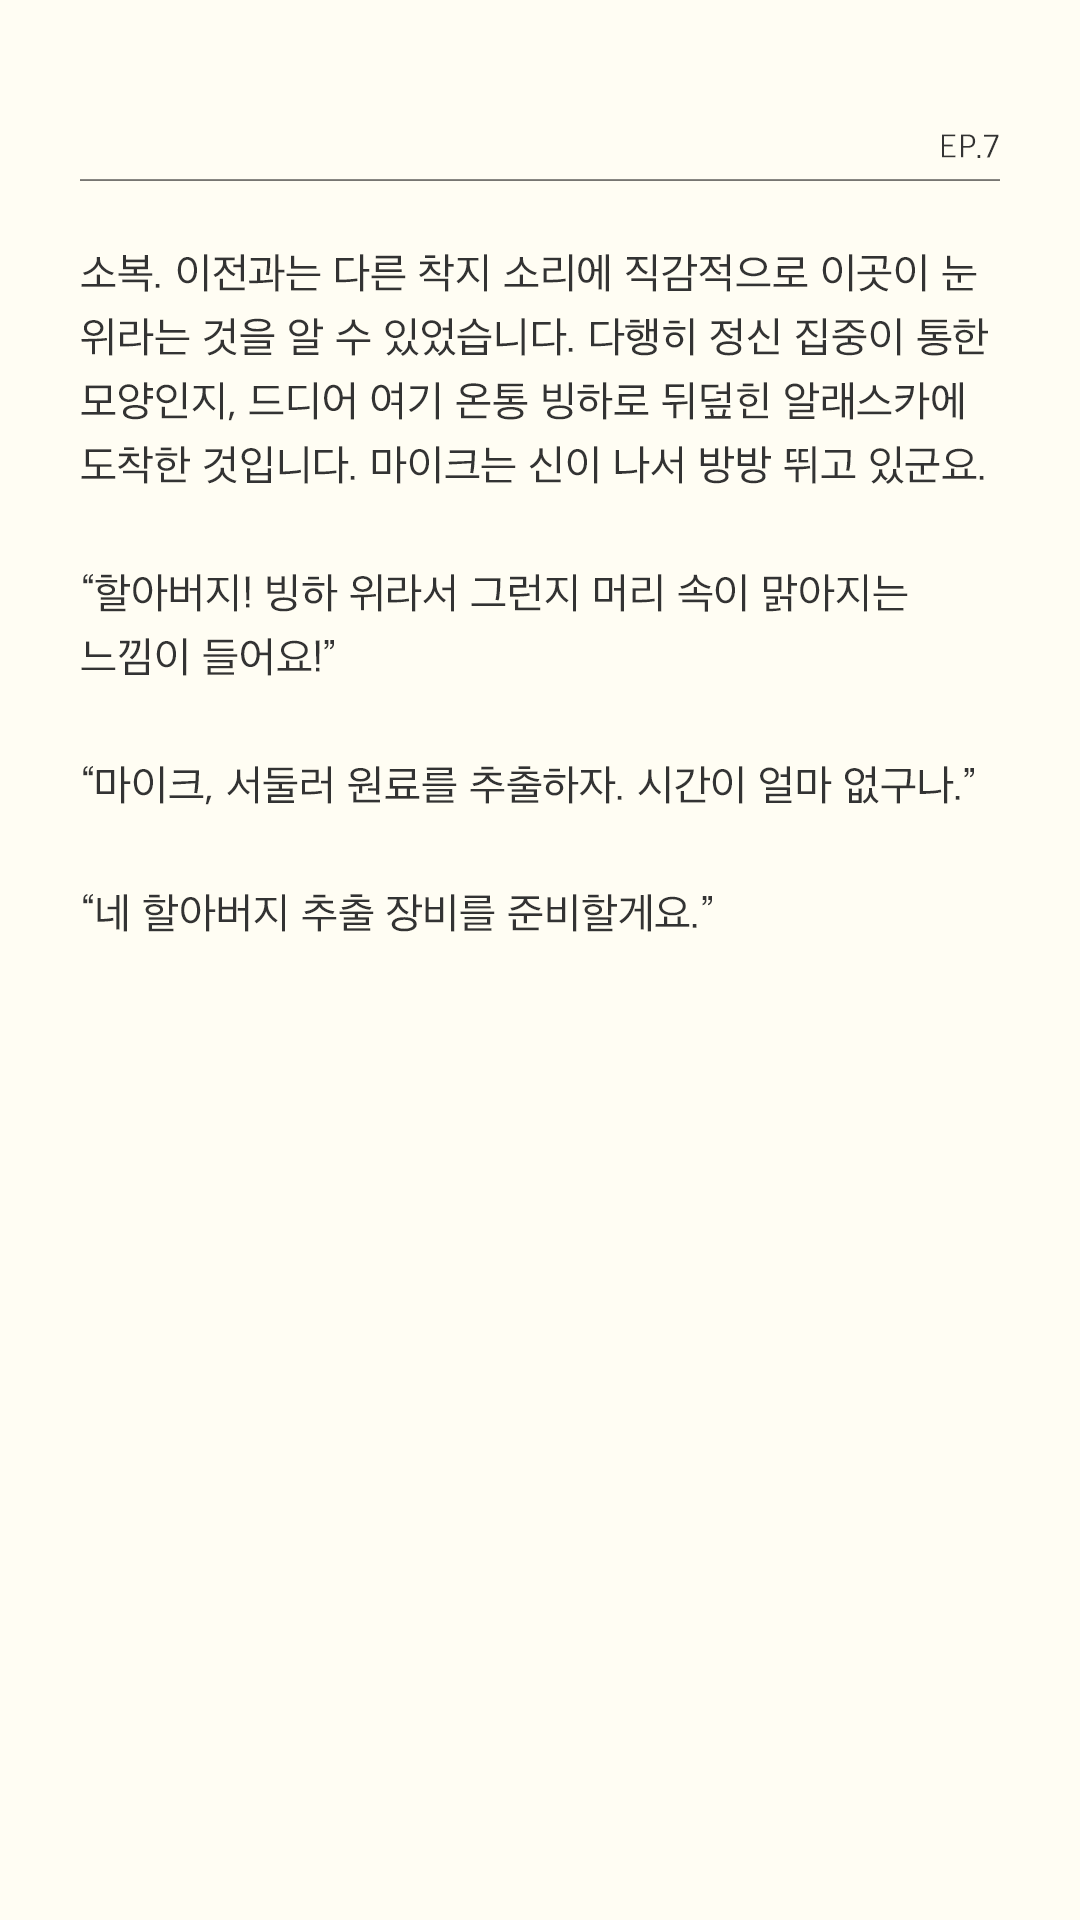 EP.7
소복. 이전과는 다른 착지 소리에 직감적으로 이곳이 눈
위라는 것을 알 수 있었습니다. 다행히 정신 집중이 통한
모양인지, 드디어 여기 온통 빙하로 뒤덮힌 알래스카에
도착한 것입니다. 마이크는 신이 나서 방방 뛰고 있군요.
“할아버지! 빙하 위라서 그런지 머리 속이 맑아지는
느낌이 들어요!”
“마이크, 서둘러 원료를 추출하자. 시간이 얼마 없구나.”
“네 할아버지 추출 장비를 준비할게요.”